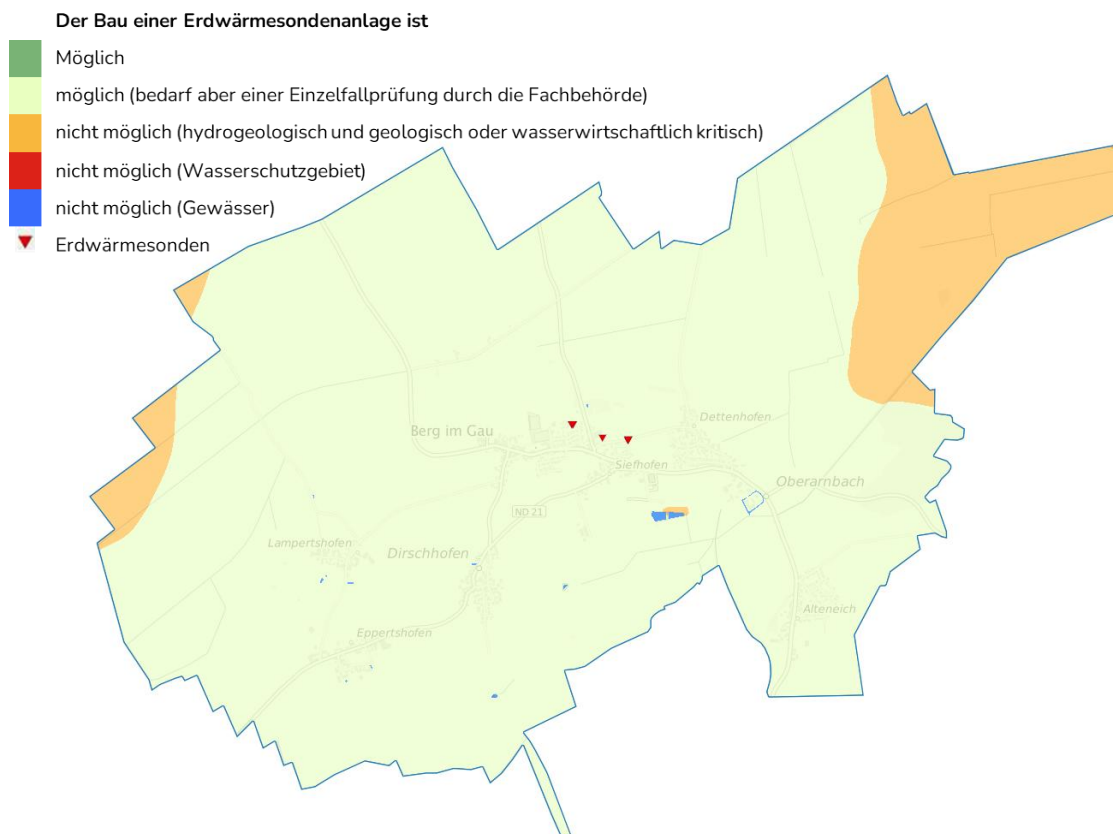 Der Bau einer Erdwärmesondenanlage ist
Möglich
möglich (bedarf aber einer Einzelfallprüfung durch die Fachbehörde)
nicht möglich (hydrogeologisch und geologisch oder wasserwirtschaftlich kritisch)
nicht möglich (Wasserschutzgebiet)
nicht möglich (Gewässer)
Erdwärmesonden
Dettenhofen
Berg im Gau
Siefhofen
Oberarnbach
ND 21
Lampertshofen
Dirschhofen
Alteneich
Eppertshofen